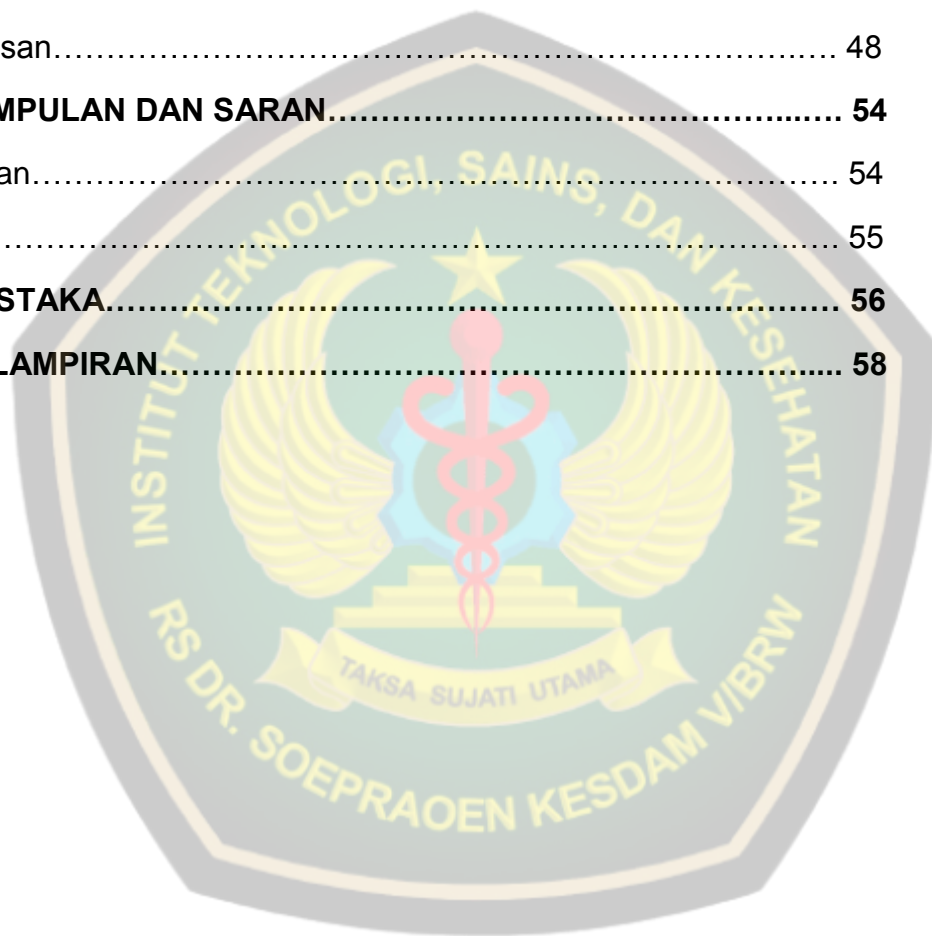 san……………………………………………………………….…. 48
MPULAN DAN SARAN……………………………………...…. 54
an…………………………………………………………………. 54
………………………………………………………………..…. 55
STAKA……………………………………………………………. 56
LAMPIRAN……………………………………………………..... 58
INSTITUT TEKNOLOGI, SAINS, DAN KESEHATAN
TAKSA SUJATI UTAMA
RS DR. SOEPRAOEN KESDAM V/BRW